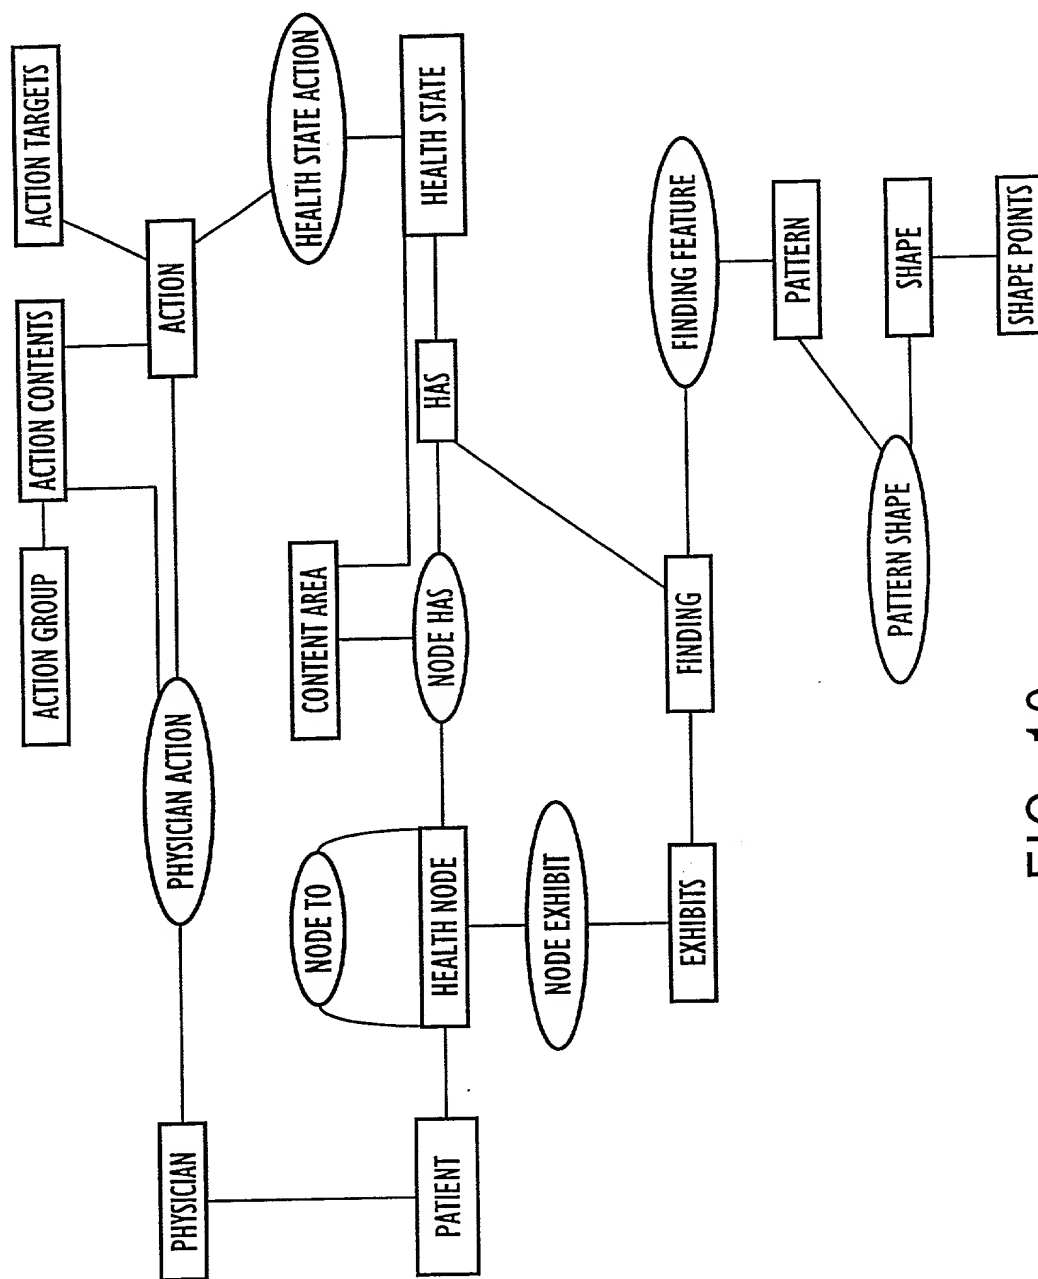 ACTION GROUP
ACTION CONTENTS
ACTION TARGETS
PHYSICIAN
PHYSICIAN ACTION
ACTION
NODE TO
CONTENT AREA
HEALTH STATE ACTION
PATIENT
HEALTH NODE
NODE HAS
HAS
HEALTH STATE
NODE EXHIBIT
EXHIBITS
FINDING
FINDING FEATURE
PATTERN
PATTERN SHAPE
SHAPE
SHAPE POINTS
FIG.